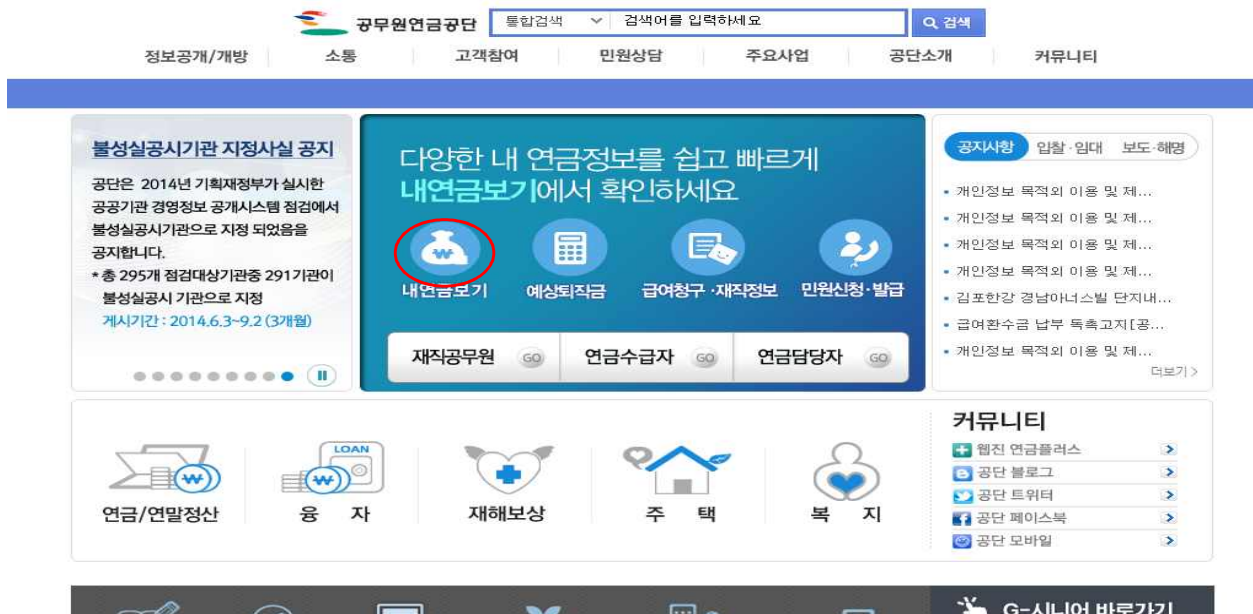 공무원연금공단 통합검색 검색어를 입력하세요 검색
정보공개/개방 소통 고객참여 민원상담 주요사업 공단소개 커뮤니티
불성실공시기관 지정사실 공지
공단은 2014년 기획재정부가 실시한
공공기관 경영정보 공개시스템 점검에서
불성실공시기관으로 지정 되었음을
공지합니다.
* 총 295개 점검대상기관중 291기관이
불성실공시 기관으로 지정
게시기간 : 2014.6.3~9.2 (3개월)
다양한 내 연금정보를 쉽고 빠르게
내연금보기에서 확인하세요
내연금보기 예상퇴직금 급여청구·재직정보 민원신청·발급
재직공무원 GO 연금수급자 GO 연금담당자 GO
공지사항 입찰·임대 보도·해명
개인정보 목적외 이용 및 제...
개인정보 목적외 이용 및 제...
개인정보 목적외 이용 및 제...
개인정보 목적외 이용 및 제...
김포한강 경남아너스빌 단지내...
급여환수금 납부 독촉고지[공...
개인정보 목적외 이용 및 제...
더보기 >
LOAN
연금/연말정산 융 자 재해보상 주 택 복 지
커뮤니티
웹진 연금플러스
공단 블로그
공단 트위터
공단 페이스북
공단 모바일
G-시니어 바로가기